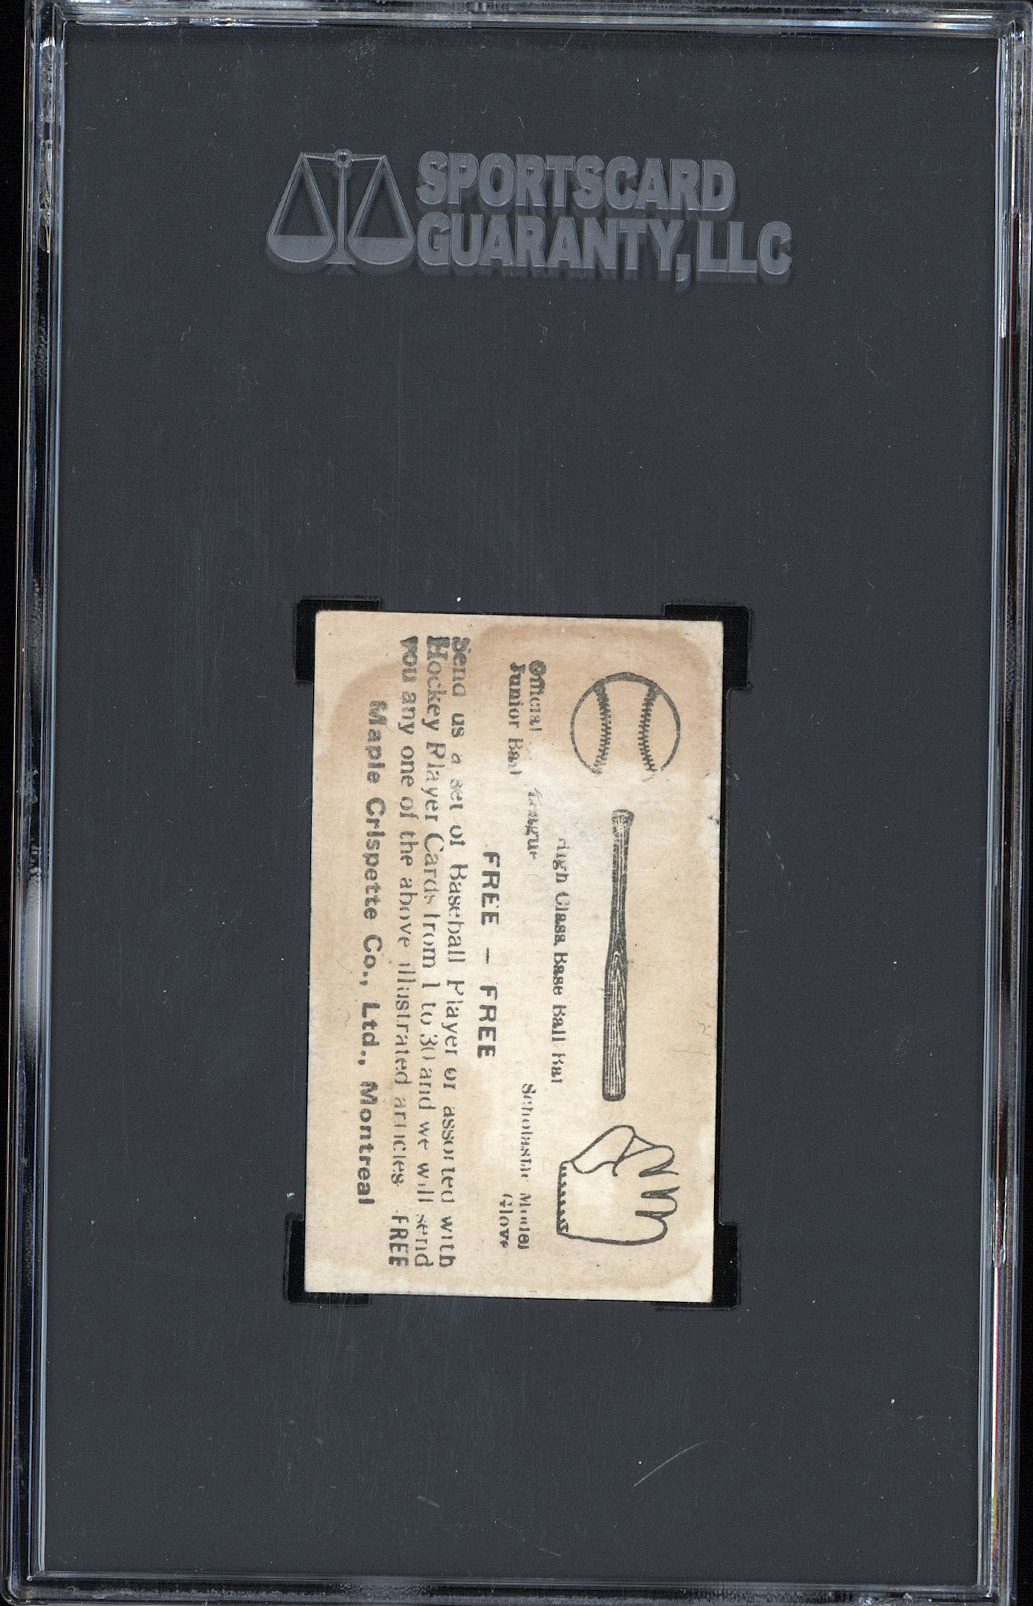 SPORTSCARD
GUARANTY, LLC
Official
Junior Ball
League
High Class Base Ball Bat
Scholastic Model
Glove
FREE — FREE
Send us a set of Baseball Player or assorted with
Hockey Player Cards from 1 to 30 and we will send
you any one of the above illustrated articles. FREE
Maple Crispette Co., Ltd., Montreal